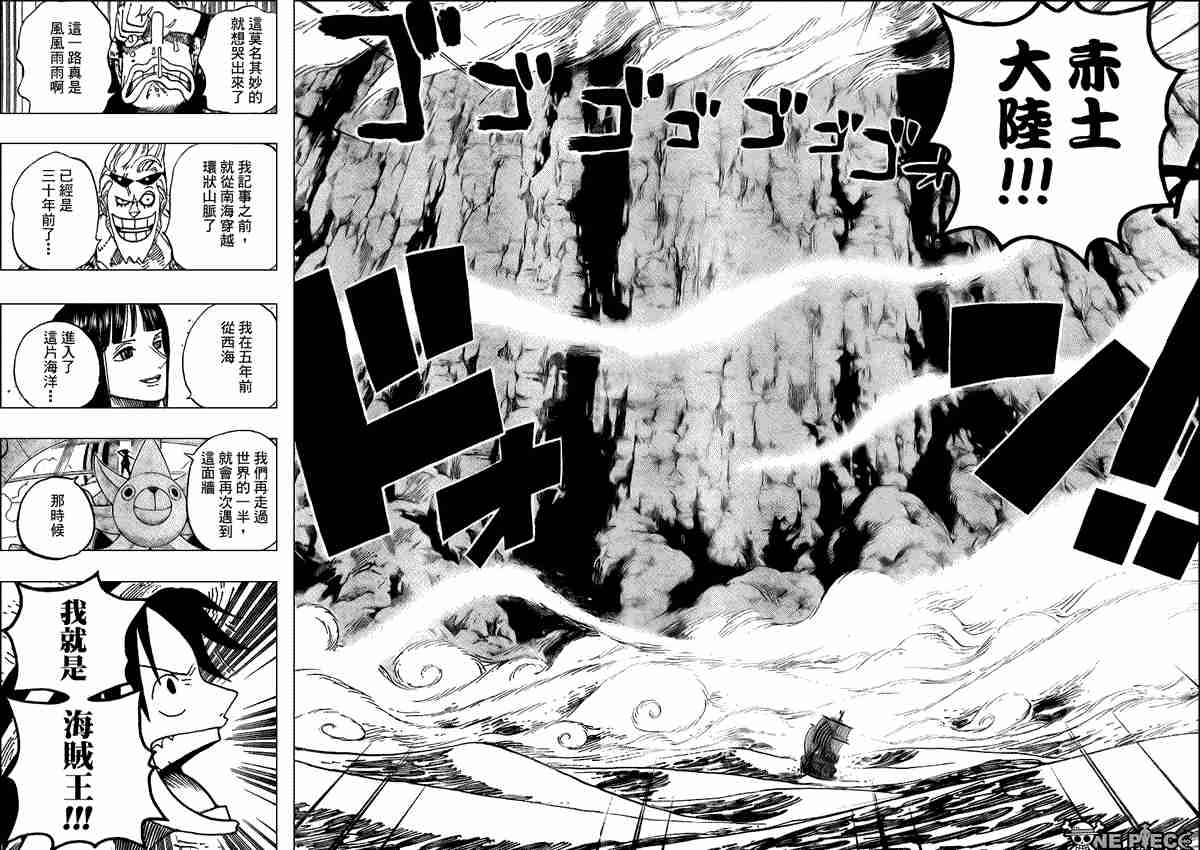 赤土
大陸!!!
ゴゴゴゴゴゴゴォ
ドォン!!
這莫名其妙的
就想哭出來了
這一路真是
風風雨雨啊
我記事之前，
就從南海穿越
環狀山脈了
已經是
三十年前了…
我在五年前
從西海
進入了
這片海洋…
我們再走過
世界的一半，
就會再次遇到
這面牆
那時候
我就是
海賊王!!!
ONE PIECE